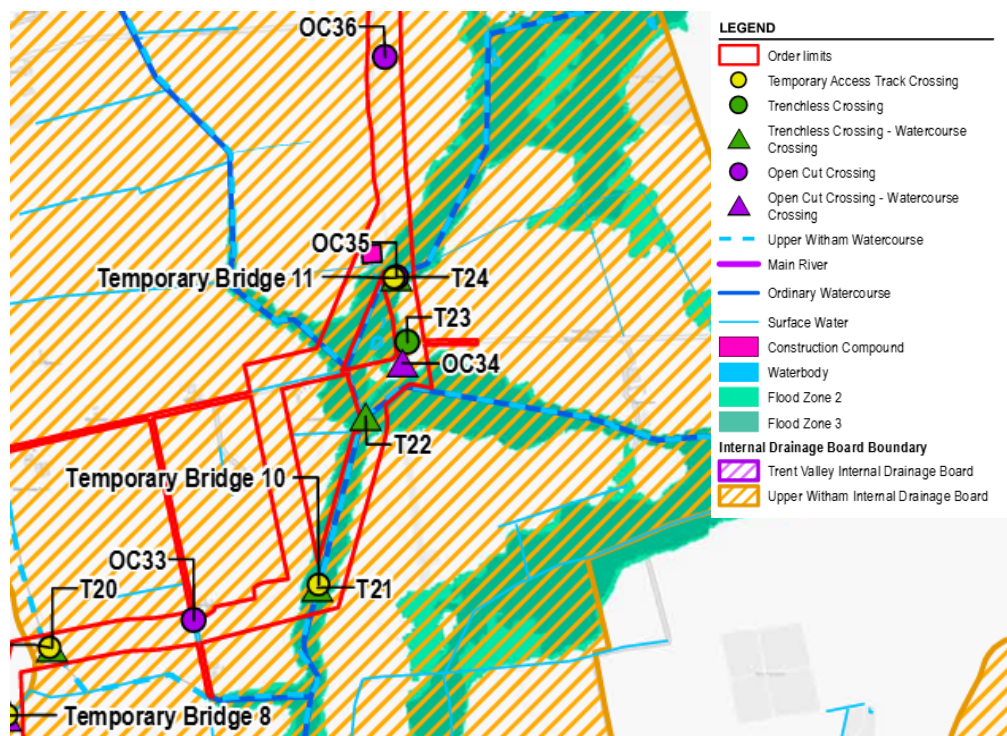 OC36
OC35
Temporary Bridge 11
T24
T23
OC34
T22
Temporary Bridge 10
OC33
T20
T21
Temporary Bridge 8
LEGEND
Order limits
Temporary Access Track Crossing
Trenchless Crossing
Trenchless Crossing - Watercourse
Crossing
Open Cut Crossing
Open Cut Crossing - Watercourse
Crossing
Upper Witham Watercourse
Main River
Ordinary Watercourse
Surface Water
Construction Compound
Waterbody
Flood Zone 2
Flood Zone 3
Internal Drainage Board Boundary
Trent Valley Internal Drainage Board
Upper Witham Internal Drainage Board